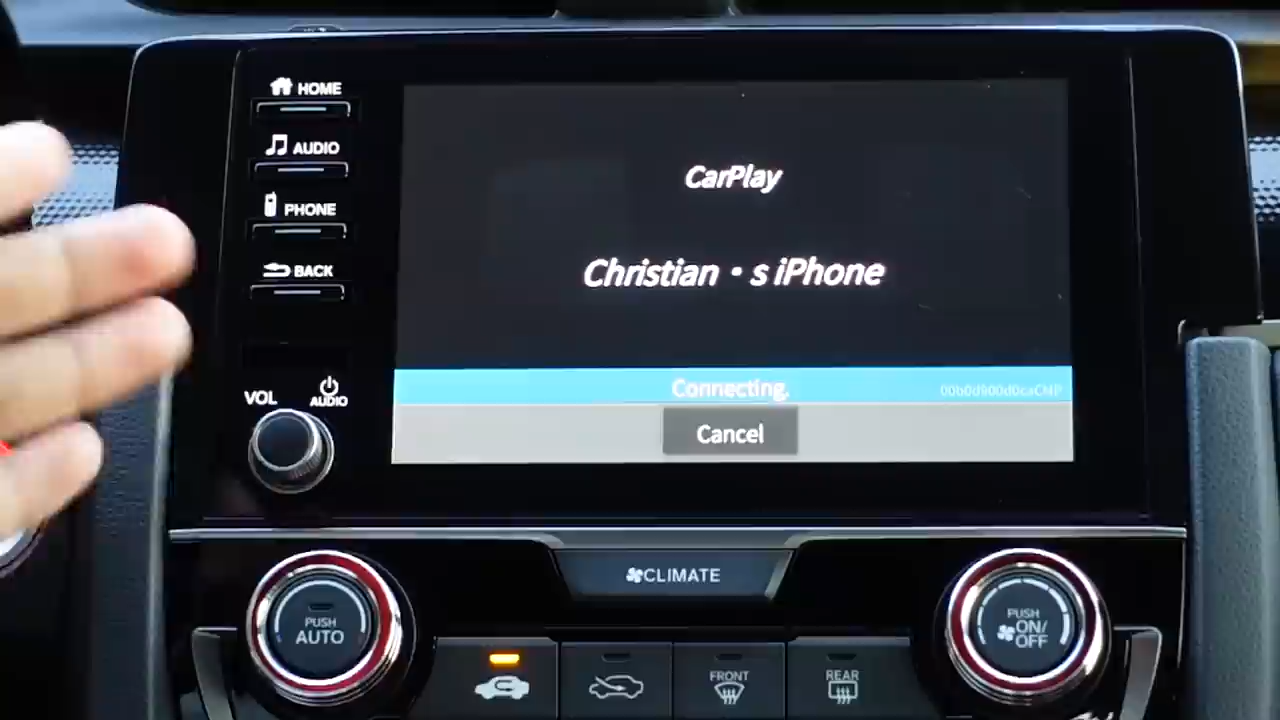 HOME
AUDIO
PHONE
BACK
VOL
AUDIO
CarPlay
Christian・s iPhone
Connecting.
00b0d900d0caCMP
Cancel
CLIMATE
PUSH
AUTO
FRONT
REAR
PUSH
ON/
OFF